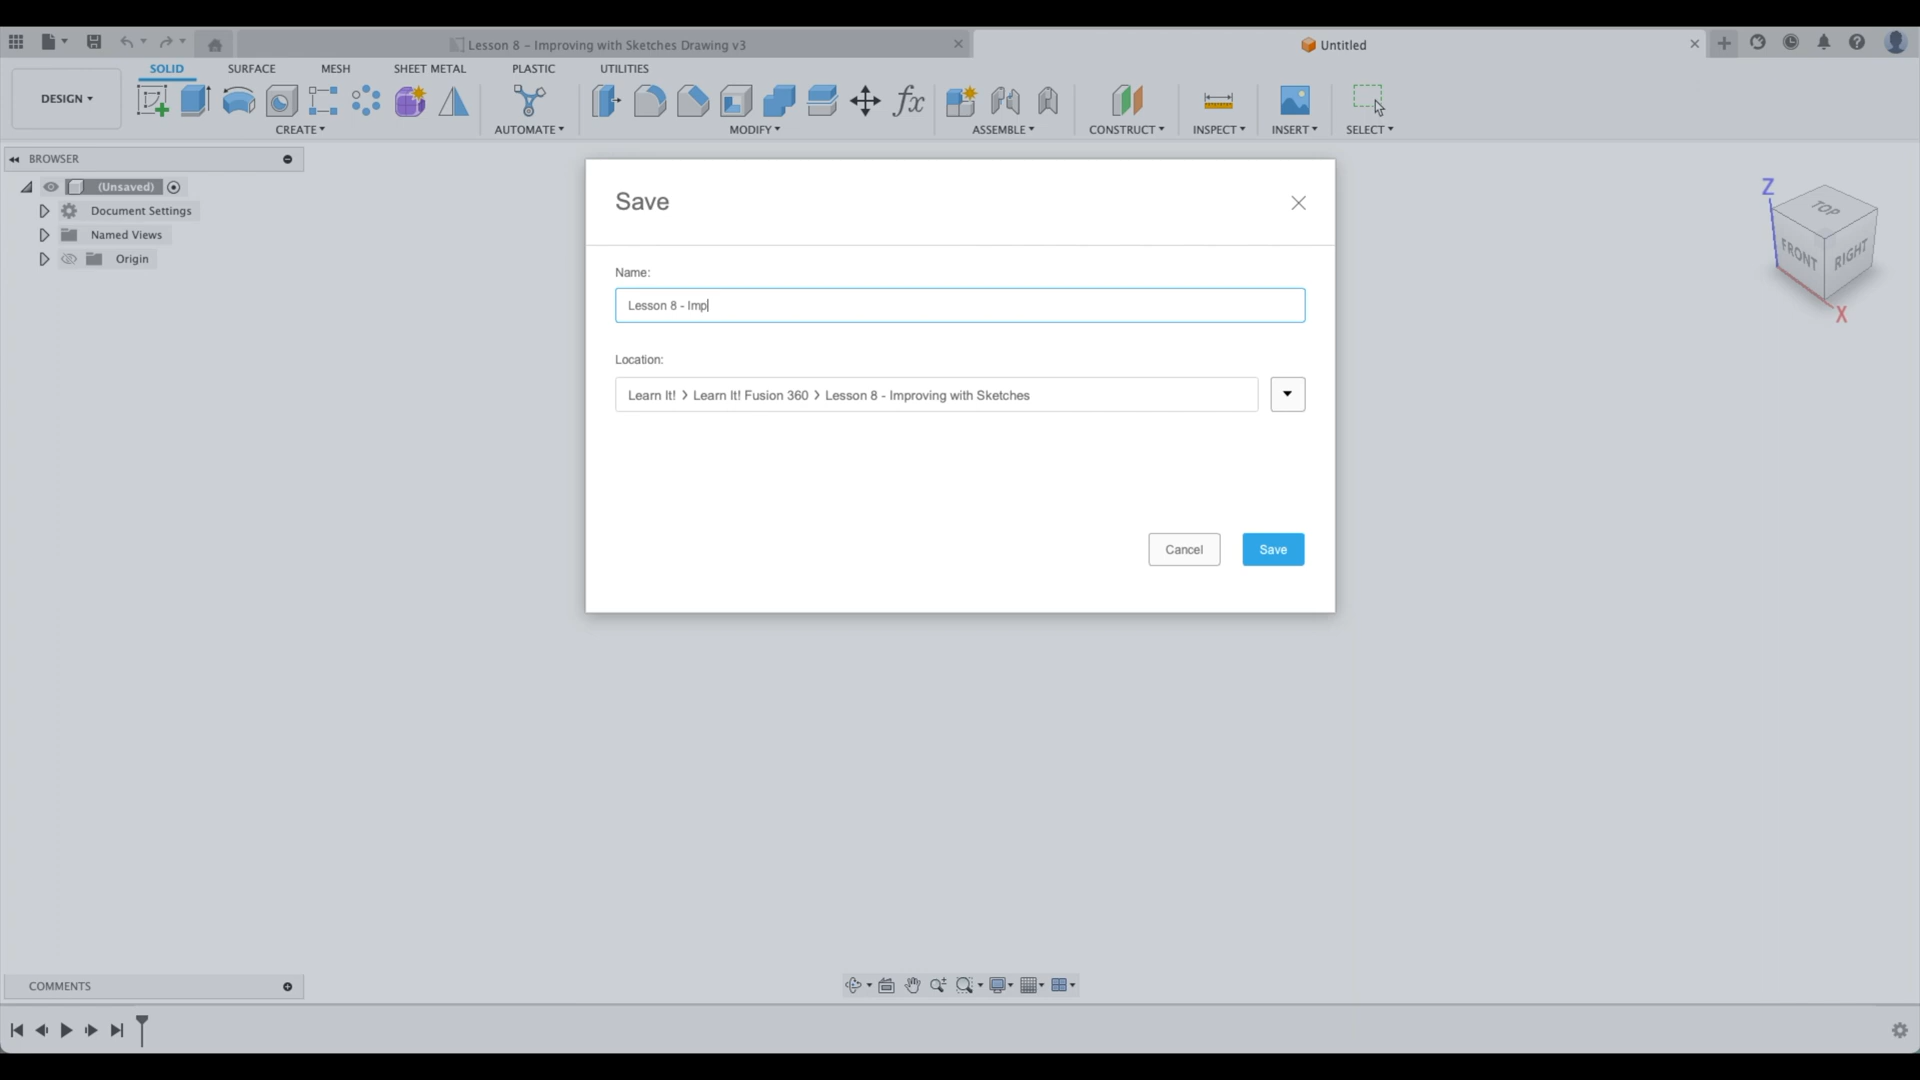 Lesson 8 - Improving with Sketches Drawing v3
Untitled
DESIGN
SOLID
SURFACE
MESH
SHEET METAL
PLASTIC
UTILITIES
fx
CREATE
AUTOMATE
MODIFY
ASSEMBLE
CONSTRUCT
INSPECT
INSERT
SELECT
BROWSER
(Unsaved)
Document Settings
Named Views
Origin
Save
Name:
Lesson 8 - Imp
Location:
Learn It! > Learn It! Fusion 360 > Lesson 8 - Improving with Sketches
Cancel
Save
Z
TOP
FRONT
RIGHT
X
COMMENTS